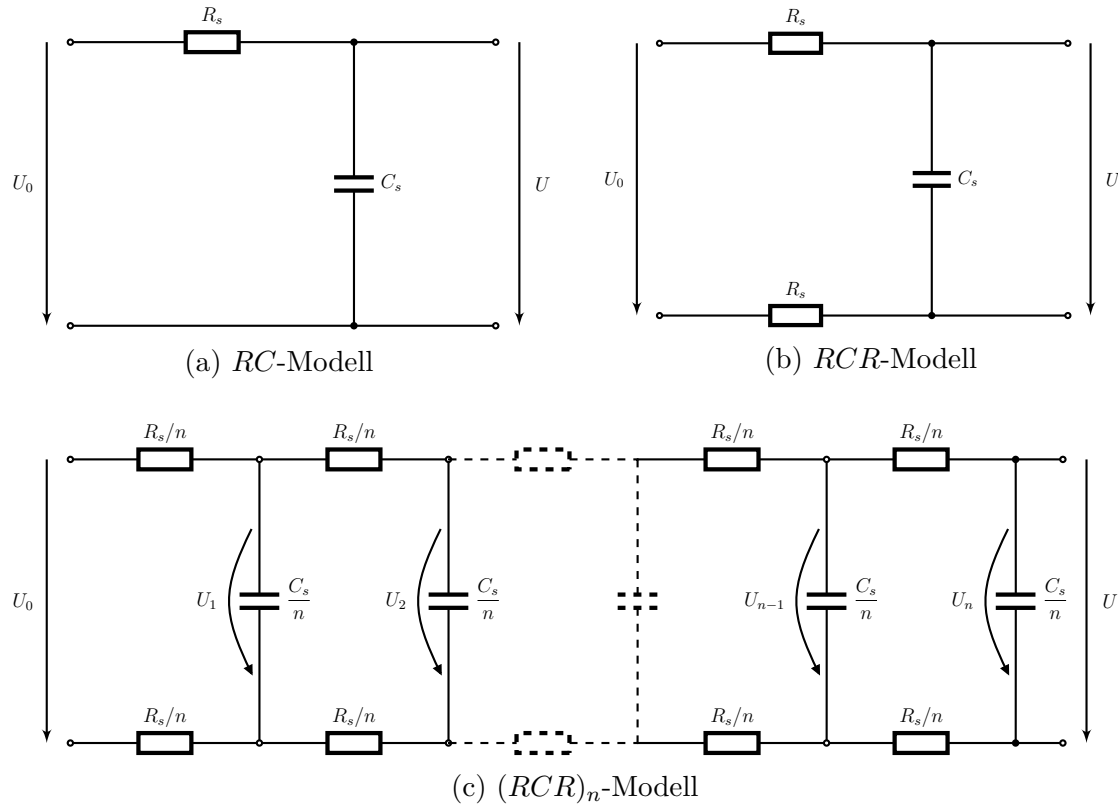 R_s
U_0
C_s
U
(a) RC-Modell
R_s
U_0
C_s
U
R_s
(b) RCR-Modell
R_s/n R_s/n R_s/n R_s/n
U_0 U_1 C_s/n U_2 C_s/n U_{n−1} C_s/n U_n C_s/n U
R_s/n R_s/n R_s/n R_s/n
(c) (RCR)_n-Modell